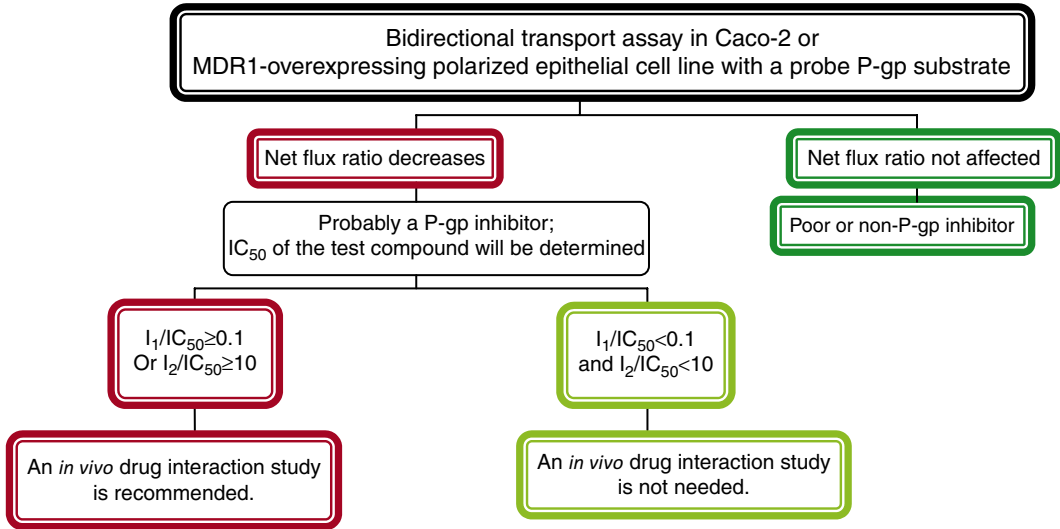 Bidirectional transport assay in Caco-2 or
MDR1-overexpressing polarized epithelial cell line with a probe P-gp substrate
Net flux ratio decreases
Net flux ratio not affected
Probably a P-gp inhibitor;
IC50 of the test compound will be determined
Poor or non-P-gp inhibitor
I1/IC50≥0.1
Or I2/IC50≥10
I1/IC50<0.1
and I2/IC50<10
An in vivo drug interaction study
is recommended.
An in vivo drug interaction study
is not needed.